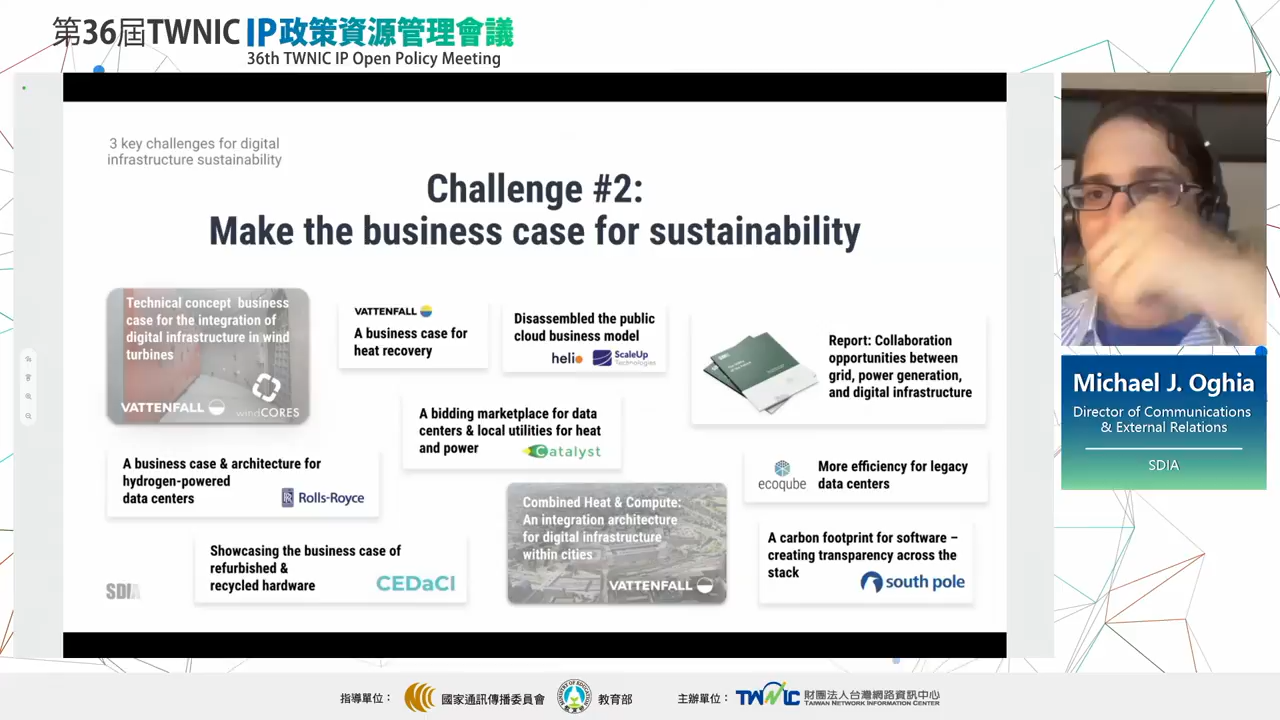 第36屆TWNIC IP政策資源管理會議
36th TWNIC IP Open Policy Meeting
3 key challenges for digital
infrastructure sustainability
Challenge #2:
Make the business case for sustainability
Technical concept business
case for the integration of
digital infrastructure in wind
turbines
VATTENFALL
windCORES
VATTENFALL
A business case for
heat recovery
Disassembled the public
cloud business model
helio
ScaleUp
Technologies
Report: Collaboration
opportunities between
grid, power generation,
and digital infrastructure
A bidding marketplace for data
centers & local utilities for heat
and power
Catalyst
A business case & architecture for
hydrogen-powered
data centers
Rolls-Royce
ecoqube
More efficiency for legacy
data centers
Combined Heat & Compute:
An integration architecture
for digital infrastructure
within cities
VATTENFALL
Showcasing the business case of
refurbished &
recycled hardware
CEDaCI
A carbon footprint for software –
creating transparency across the
stack
south pole
SDIA
Michael J. Oghia
Director of Communications
& External Relations
SDIA
指導單位：
國家通訊傳播委員會
教育部
主辦單位：
TWNIC
財團法人台灣網路資訊中心
TAIWAN NETWORK INFORMATION CENTER